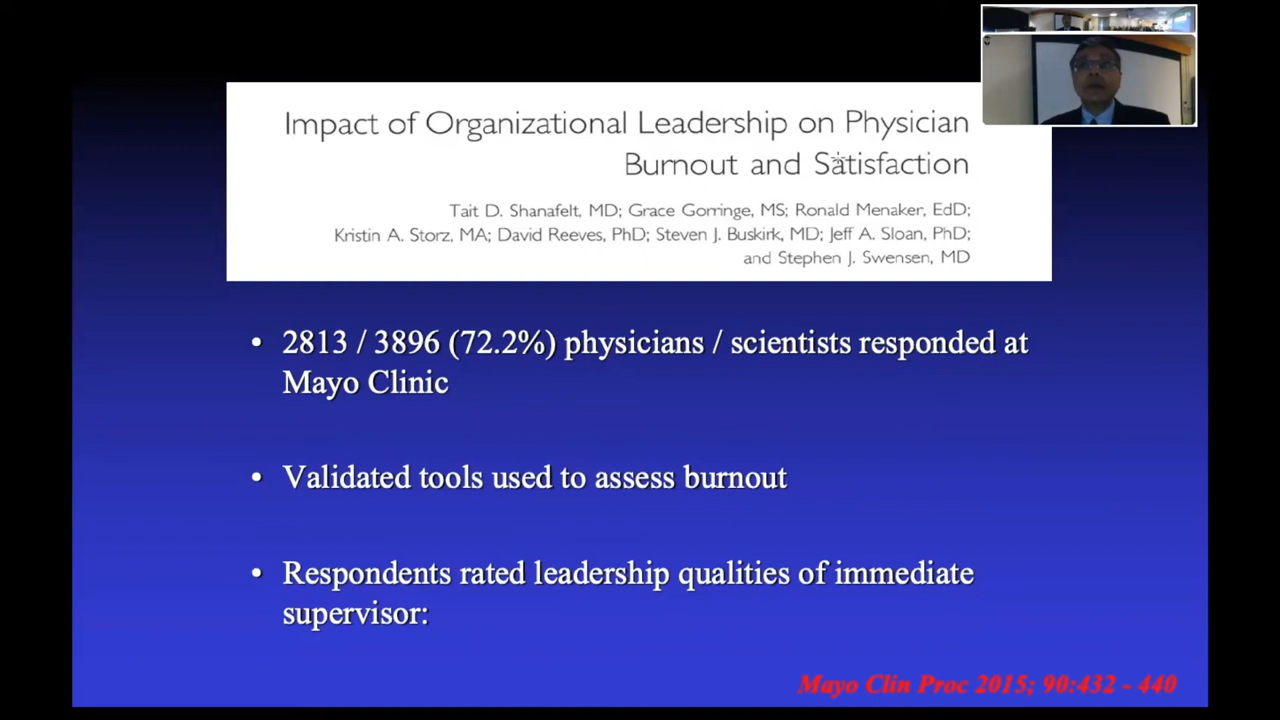 Impact of Organizational Leadership on Physician
Burnout and Satisfaction
Tait D. Shanafelt, MD; Grace Gorringe, MS; Ronald Menaker, EdD;
Kristin A. Storz, MA; David Reeves, PhD; Steven J. Buskirk, MD; Jeff A. Sloan, PhD;
and Stephen J. Swensen, MD
• 2813 / 3896 (72.2%) physicians / scientists responded at
Mayo Clinic
• Validated tools used to assess burnout
• Respondents rated leadership qualities of immediate
supervisor:
Mayo Clin Proc 2015; 90:432 - 440